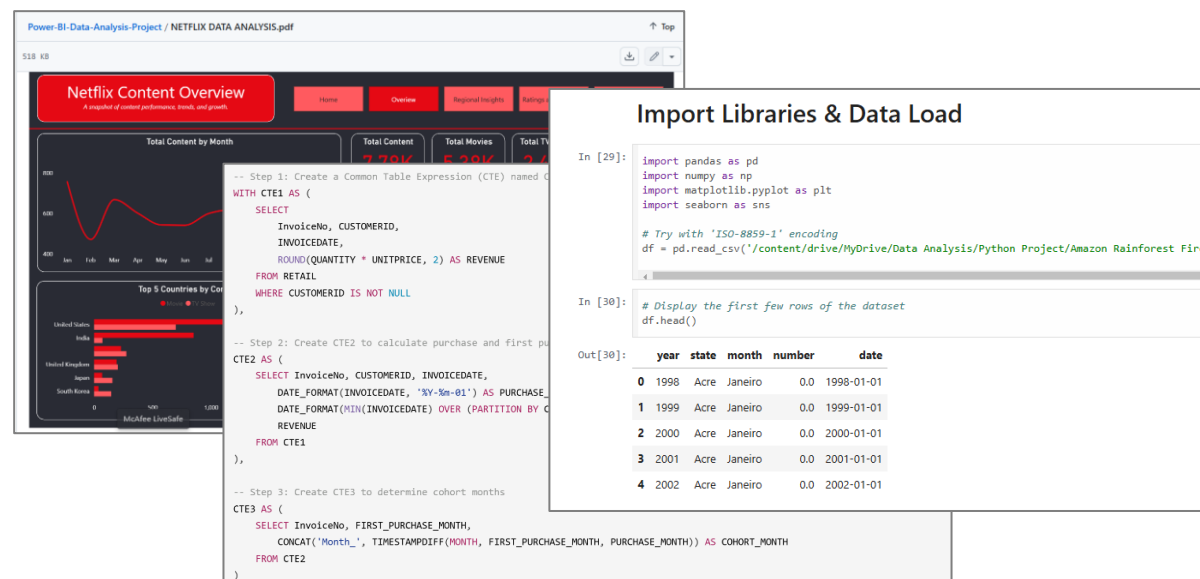 Power-BI-Data-Analysis-Project / NETFLIX DATA ANALYSIS.pdf
Top
518 KB
Netflix Content Overview
A snapshot of content performance, trends, and growth.
Home
Overiew
Regional Insights
Ratings
Total Content by Month
800
600
400
Jan Feb Mar Apr May Jun Jul
Total Content
7.78K
Total Movies
5.38K
Total
Top 5 Countries by
Movie TV Show
United States
India
United Kingdom
Japan
South Korea
0 500 1,000
McAfee LiveSafe
-- Step 1: Create a Common Table Expression (CTE) named
WITH CTE1 AS (
SELECT
InvoiceNo, CUSTOMERID,
INVOICEDATE,
ROUND(QUANTITY * UNITPRICE, 2) AS REVENUE
FROM RETAIL
WHERE CUSTOMERID IS NOT NULL
),
-- Step 2: Create CTE2 to calculate purchase and first
CTE2 AS (
SELECT InvoiceNo, CUSTOMERID, INVOICEDATE,
DATE_FORMAT(INVOICEDATE, '%Y-%m-01') AS PURCHASE_
DATE_FORMAT(MIN(INVOICEDATE) OVER (PARTITION BY
REVENUE
FROM CTE1
),
-- Step 3: Create CTE3 to determine cohort months
CTE3 AS (
SELECT InvoiceNo, FIRST_PURCHASE_MONTH,
CONCAT('Month_', TIMESTAMPDIFF(MONTH, FIRST_PURCHASE_MONTH, PURCHASE_MONTH)) AS COHORT_MONTH
FROM CTE2
)
Import Libraries & Data Load
In [29]:
import pandas as pd
import numpy as np
import matplotlib.pyplot as plt
import seaborn as sns
# Try with 'ISO-8859-1' encoding
df = pd.read_csv('/content/drive/MyDrive/Data Analysis/Python Project/Amazon Rainforest Fir
In [30]:
# Display the first few rows of the dataset
df.head()
Out[30]:
year state month number date
0 1998 Acre Janeiro 0.0 1998-01-01
1 1999 Acre Janeiro 0.0 1999-01-01
2 2000 Acre Janeiro 0.0 2000-01-01
3 2001 Acre Janeiro 0.0 2001-01-01
4 2002 Acre Janeiro 0.0 2002-01-01